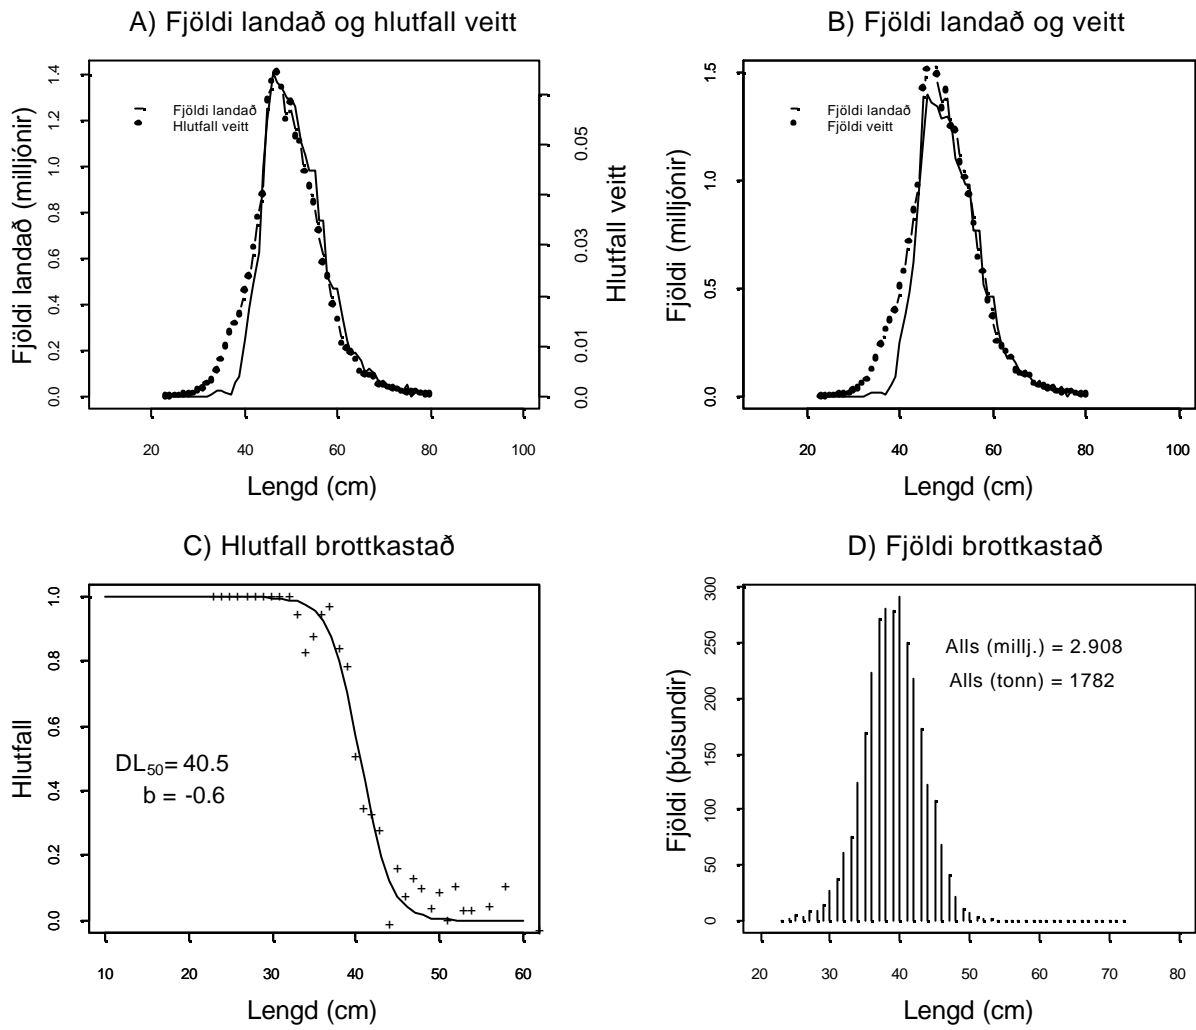 A) Fjöldi landað og hlutfall veitt
Fjöldi landað (milljónir)
0.0 0.2 0.4 0.6 0.8 1.0 1.2 1.4
Fjöldi landað
Hlutfall veitt
0.0 0.01 0.03 0.05
Hlutfall veitt
20 40 60 80 100
Lengd (cm)
B) Fjöldi landað og veitt
Fjöldi (milljónir)
0.0 0.5 1.0 1.5
Fjöldi landað
Fjöldi veitt
20 40 60 80 100
Lengd (cm)
C) Hlutfall brottkastað
Hlutfall
0.0 0.2 0.4 0.6 0.8 1.0
DL50= 40.5
b = -0.6
10 20 30 40 50 60
Lengd (cm)
D) Fjöldi brottkastað
Fjöldi (þúsundir)
0 50 100 150 200 250 300
Alls (millj.) = 2.908
Alls (tonn) = 1782
20 30 40 50 60 70 80
Lengd (cm)